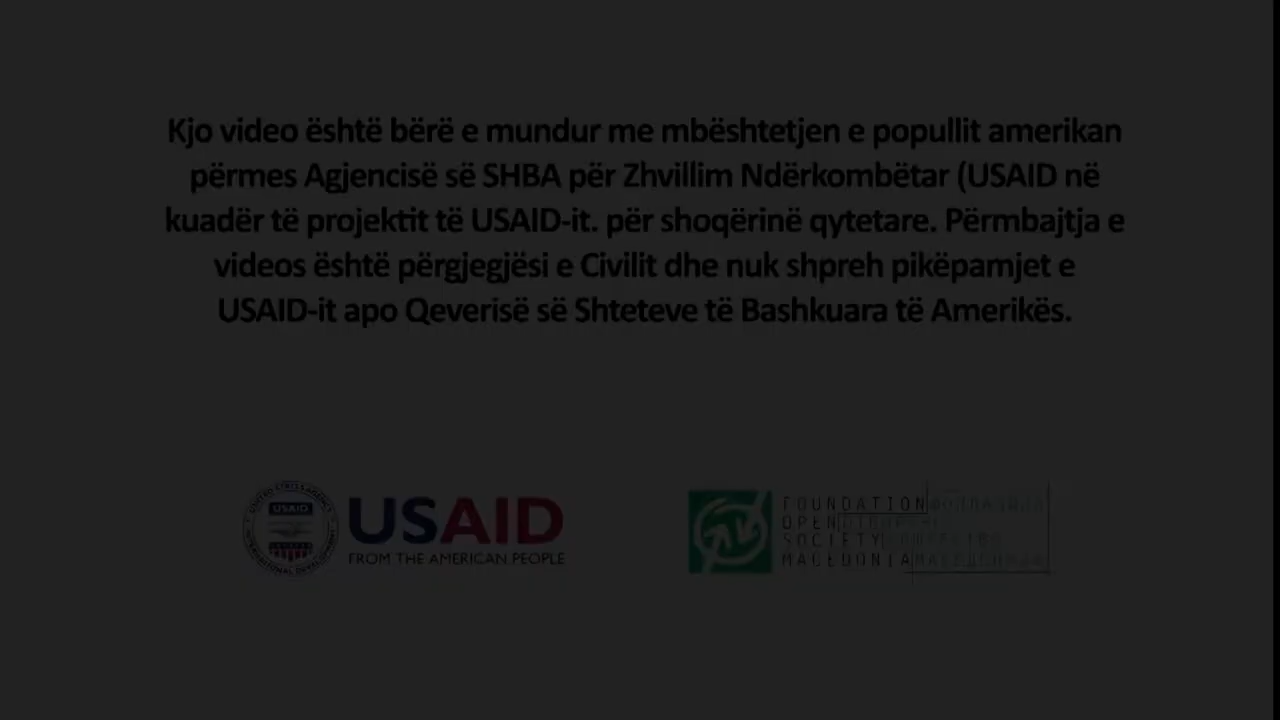 Kjo video është bërë e mundur me mbështetjen e popullit amerikan
përmes Agjencisë së SHBA për Zhvillim Ndërkombëtar (USAID në
kuadër të projektit të USAID-it. për shoqërinë qytetare. Përmbajtja e
videos është përgjegjësi e Civilit dhe nuk shpreh pikëpamjet e
USAID-it apo Qeverisë së Shteteve të Bashkuara të Amerikës.
USAID
USAID
FROM THE AMERICAN PEOPLE
FOUNDATION
OPEN
SOCIETY
MACEDONIA